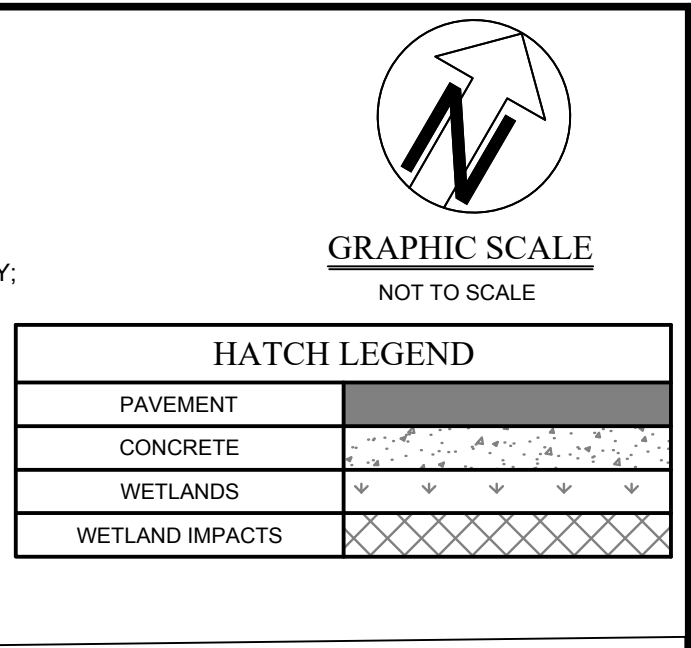 N
GRAPHIC SCALE
Y;
NOT TO SCALE
HATCH LEGEND
PAVEMENT
CONCRETE
WETLANDS
WETLAND IMPACTS